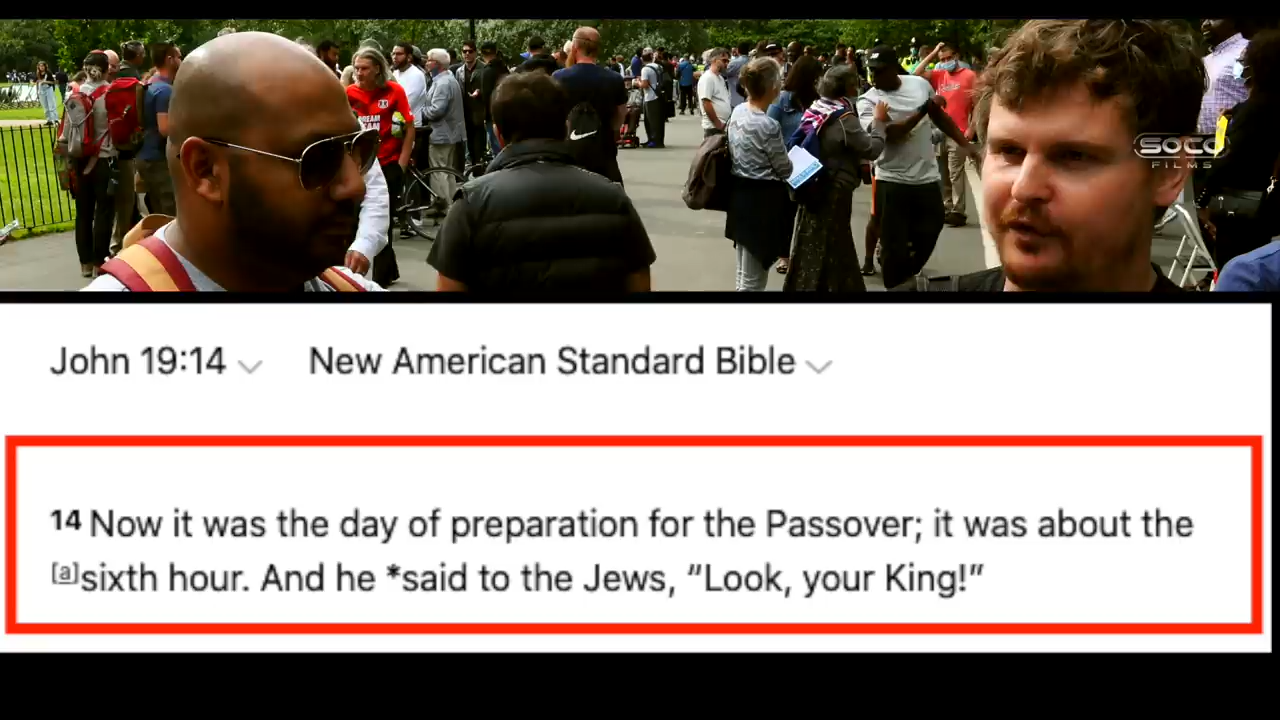 DREAM
SOCO
FILMS
John 19:14
New American Standard Bible
14 Now it was the day of preparation for the Passover; it was about the
[a]sixth hour. And he *said to the Jews, “Look, your King!”